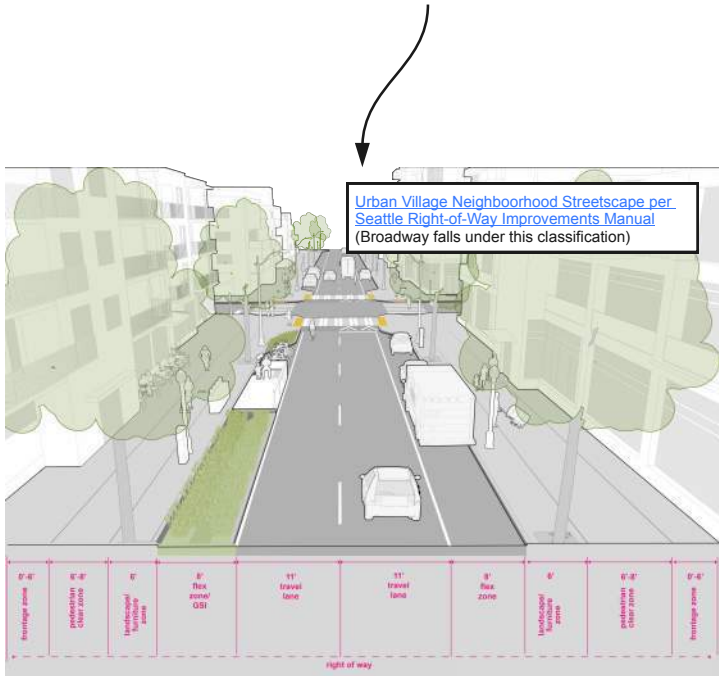 Urban Village Neighboorhood Streetscape per
Seattle Right-of-Way Improvements Manual
(Broadway falls under this classification)
0'-6'
frontage zone
6'-8'
pedestrian
clear zone
6'
landscape/
furniture
zone
8'
flex
zone/
GSI
11'
travel
lane
11'
travel
lane
8'
flex
zone
6'
landscape/
furniture
zone
6'-8'
pedestrian
clear zone
0'-6'
frontage zone
right of way